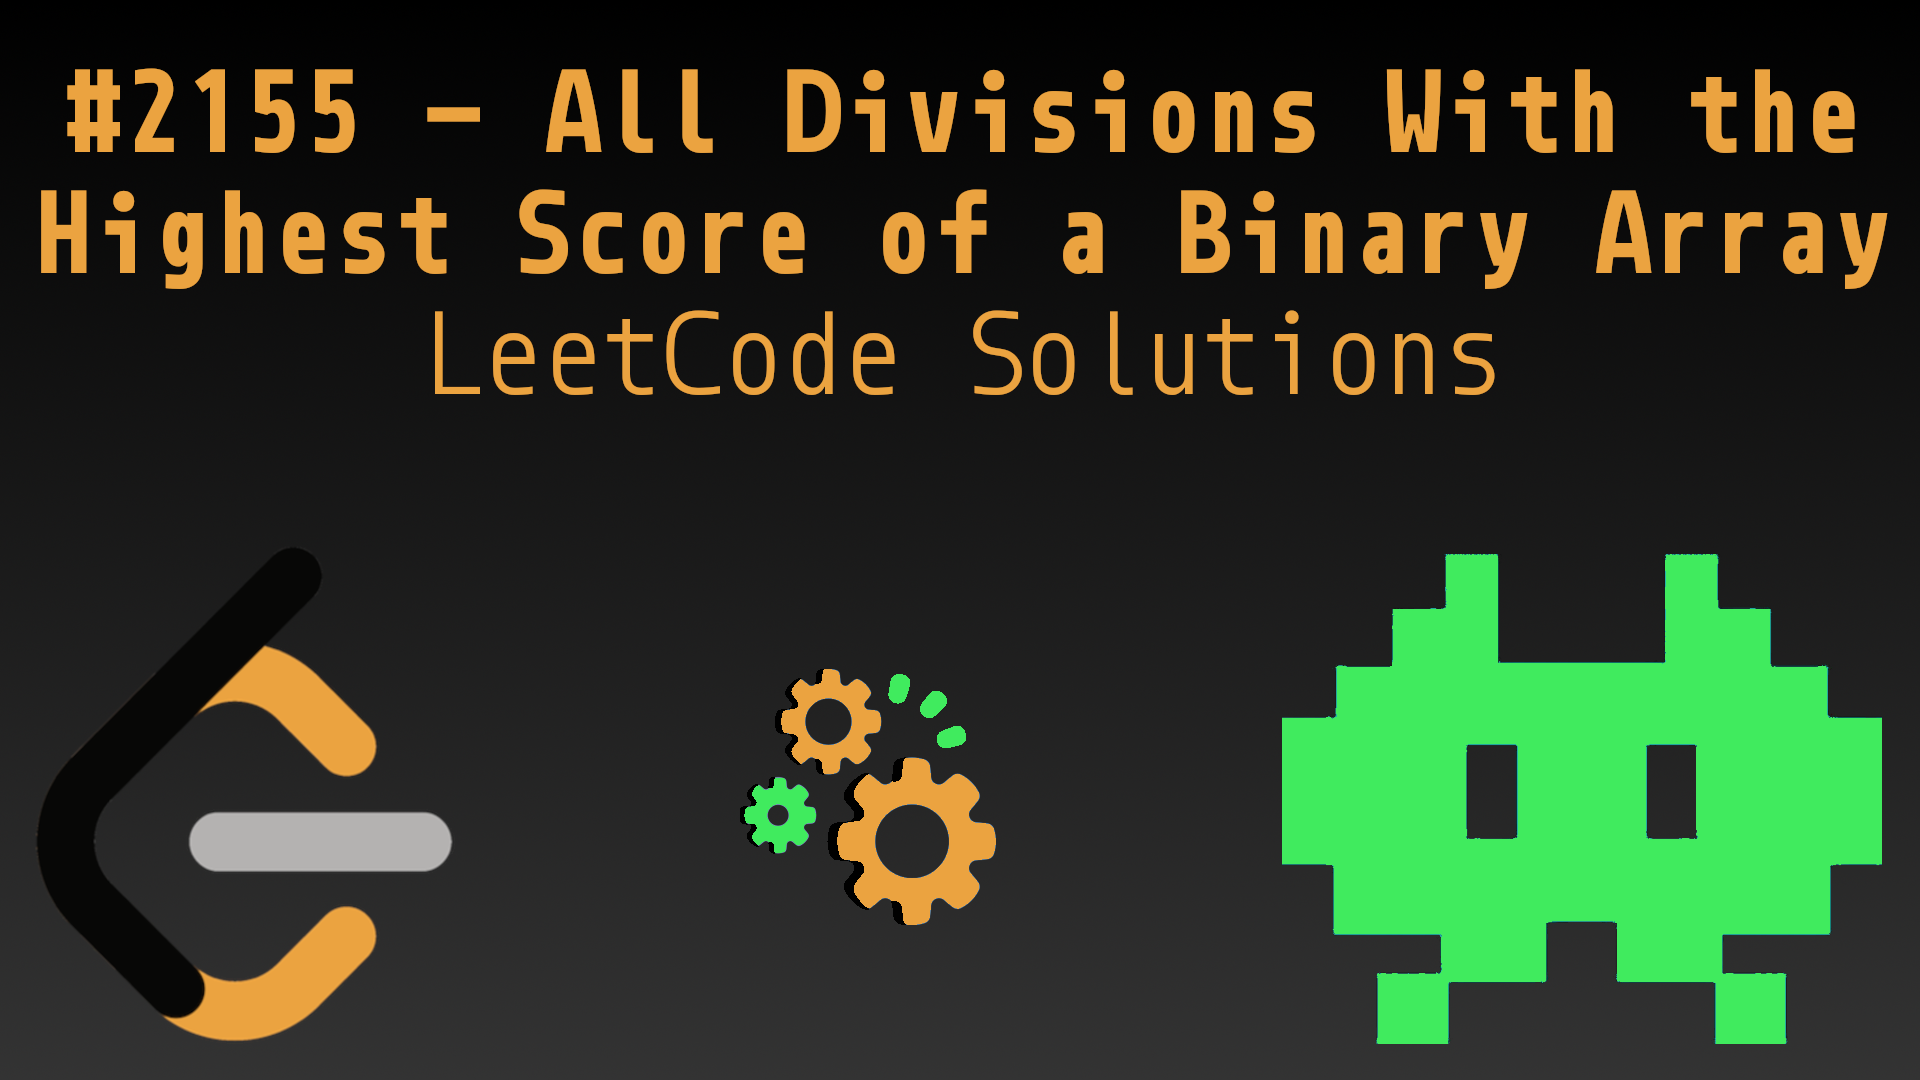 #2155 – All Divisions With the
Highest Score of a Binary Array
LeetCode Solutions